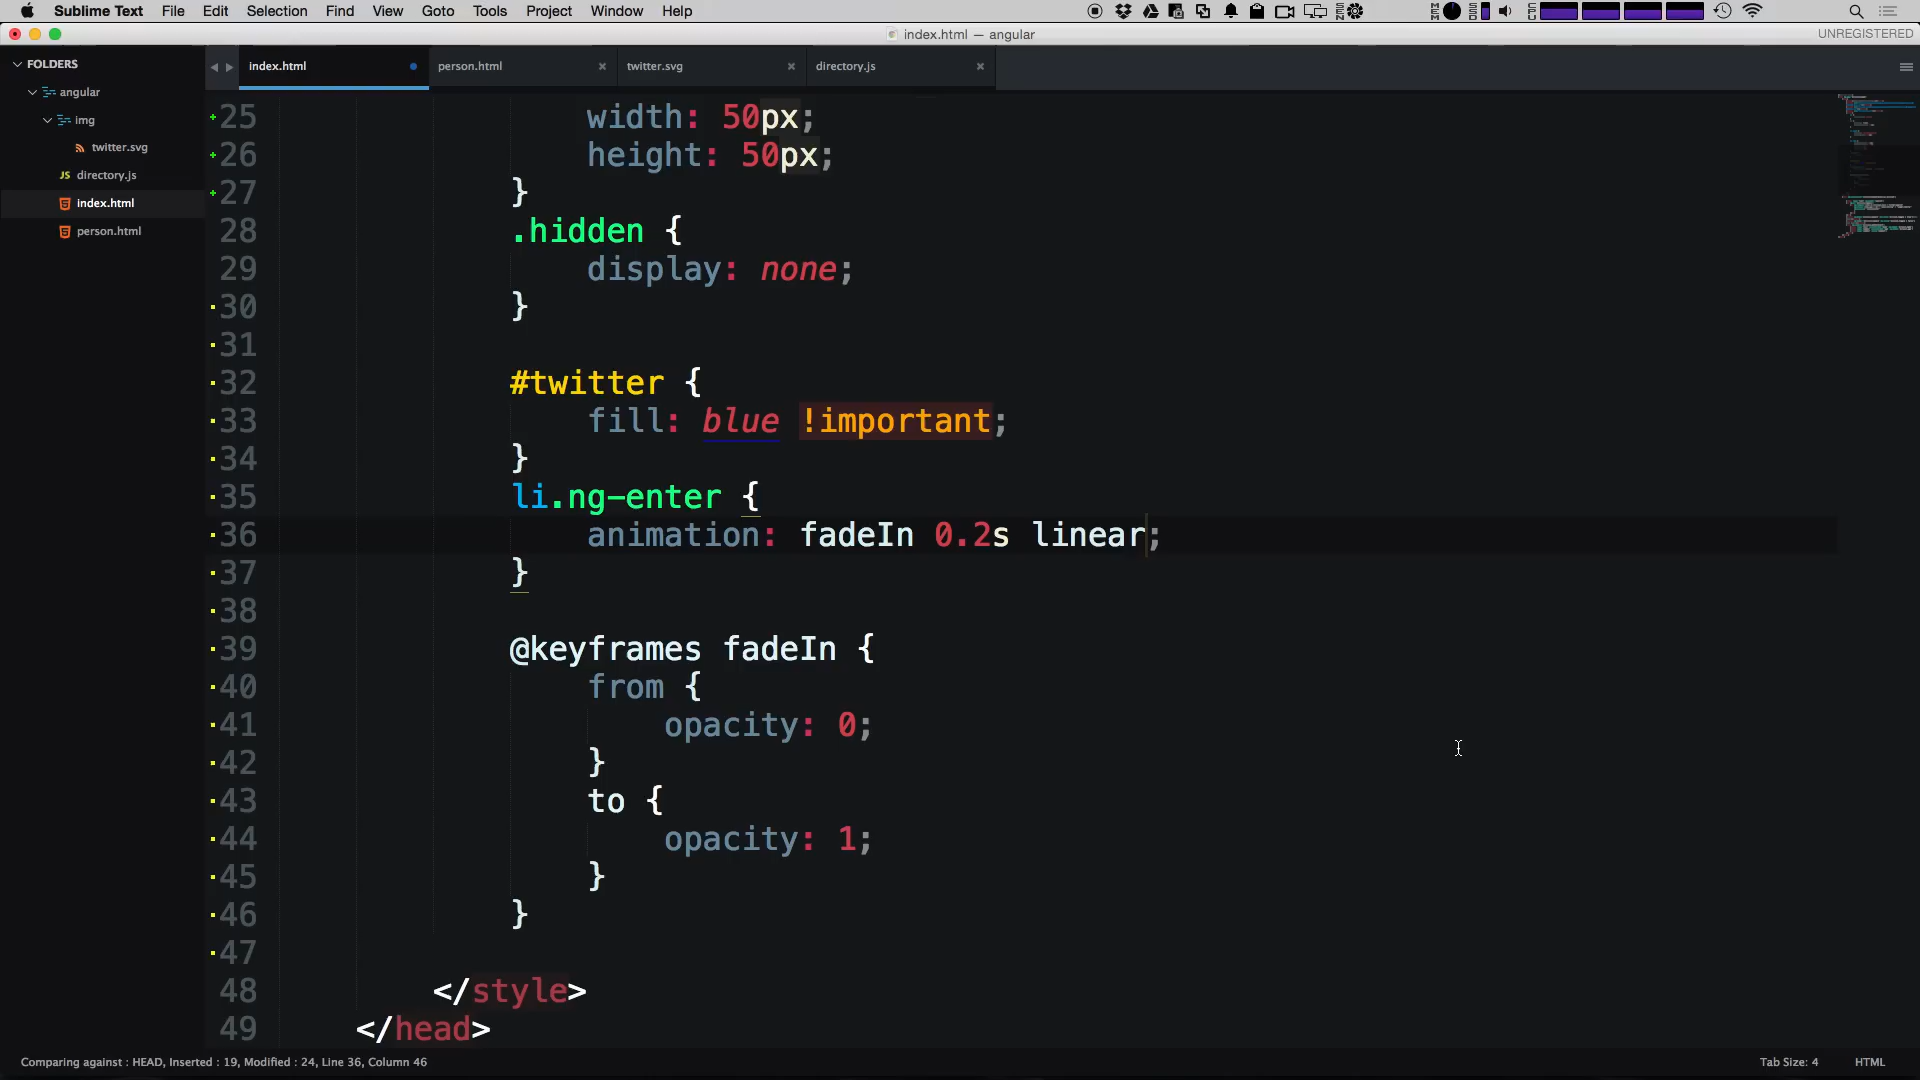 Sublime Text File Edit Selection Find View Goto Tools Project Window Help
index.html — angular
UNREGISTERED
FOLDERS
angular
img
twitter.svg
JS directory.js
index.html
person.html
index.html person.html twitter.svg directory.js
25 width: 50px;
26 height: 50px;
27 }
28 .hidden {
29 display: none;
30 }
31
32 #twitter {
33 fill: blue !important;
34 }
35 li.ng-enter {
36 animation: fadeIn 0.2s linear;
37 }
38
39 @keyframes fadeIn {
40 from {
41 opacity: 0;
42 }
43 to {
44 opacity: 1;
45 }
46 }
47
48 </style>
49 </head>
Comparing against : HEAD, Inserted : 19, Modified : 24, Line 36, Column 46
Tab Size: 4 HTML